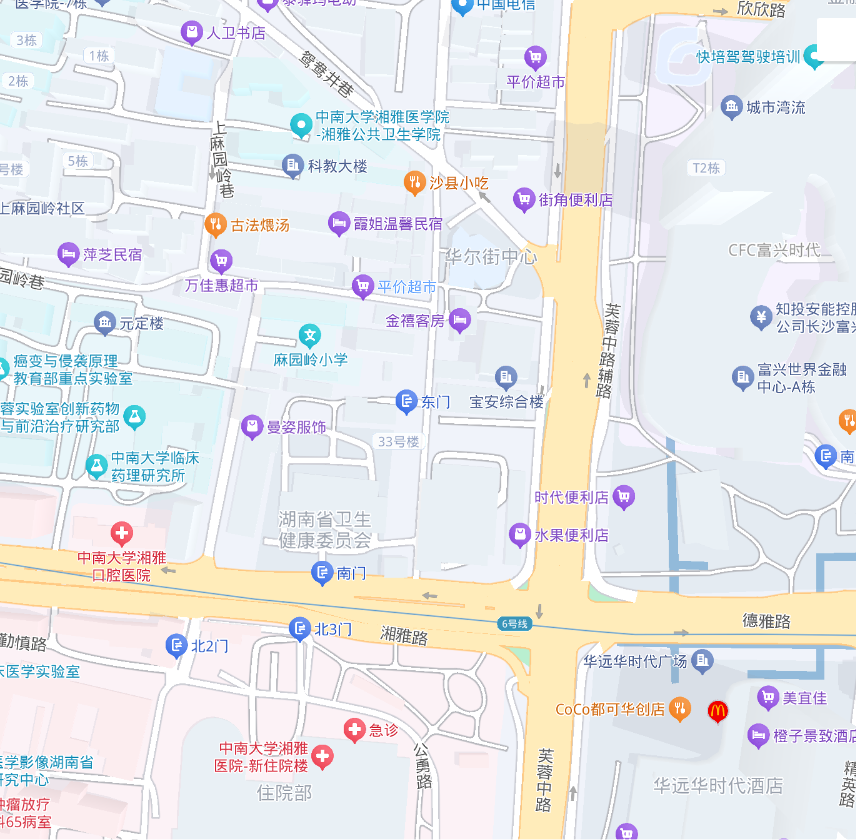 医学院-7栋
泰驿玛电动
中国电信
欣欣路
人卫书店
3栋
1栋
鸳鸯井巷
快培驾驾驶培训
平价超市
2栋
城市湾流
中南大学湘雅医学院
-湘雅公共卫生学院
上麻园岭巷
5栋
号楼
科教大楼
T2栋
沙县小吃
街角便利店
上麻园岭社区
古法煨汤
霞姐温馨民宿
萍芝民宿
华尔街中心
CFC富兴时代
园岭巷
万佳惠超市
平价超市
金禧客房
元定楼
知投安能控股
公司长沙富兴
芙蓉中路辅路
麻园岭小学
癌变与侵袭原理
教育部重点实验室
富兴世界金融
中心-A栋
东门
宝安综合楼
蓉实验室创新药物
与前沿治疗研究部
曼姿服饰
33号楼
南
中南大学临床
药理研究所
时代便利店
湖南省卫生
健康委员会
水果便利店
中南大学湘雅
口腔医院
南门
6号线
德雅路
北3门
湘雅路
勤慎路
北2门
华远华时代广场
床医学实验室
美宜佳
CoCo都可华创店
急诊
橙子景致酒店
中南大学湘雅
医院-新住院楼
公勇路
医学影像湖南省
研究中心
芙蓉中路
华远华时代酒店
精英路
住院部
肿瘤放疗
科65病室